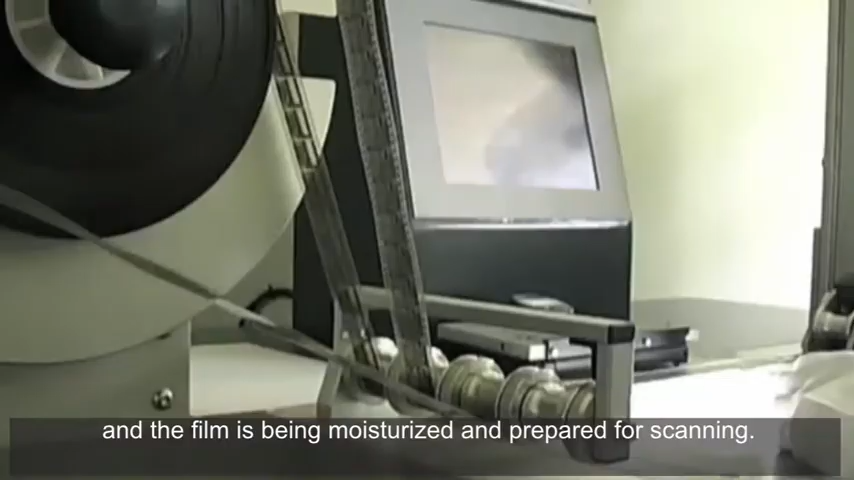 and the film is being moisturized and prepared for scanning.